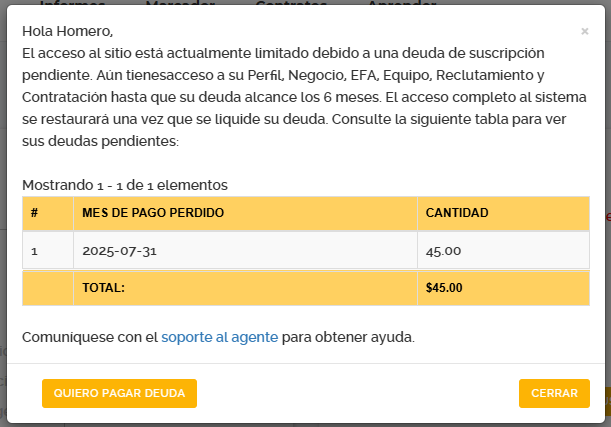 Informes Marcador Contratos Aprender
Hola Homero,
×
El acceso al sitio está actualmente limitado debido a una deuda de suscripción
pendiente. Aún tienesacceso a su Perfil, Negocio, EFA, Equipo, Reclutamiento y
Contratación hasta que su deuda alcance los 6 meses. El acceso completo al sistema
se restaurará una vez que se liquide su deuda. Consulte la siguiente tabla para ver
sus deudas pendientes:
Mostrando 1 - 1 de 1 elementos
# MES DE PAGO PERDIDO CANTIDAD
1 2025-07-31 45.00
TOTAL: $45.00
Comuníquese con el soporte al agente para obtener ayuda.
QUIERO PAGAR DEUDA CERRAR